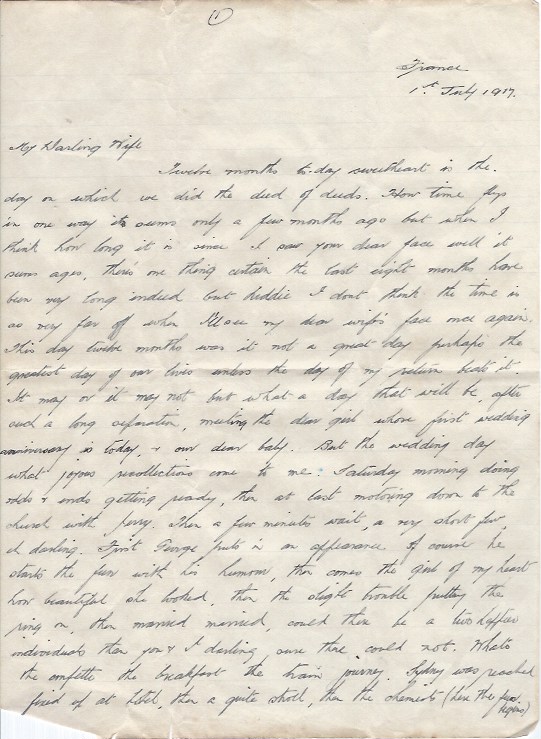 (1)
France
1st July 1917.
My Darling Wife
Twelve months to-day sweetheart is the
day on which we did the deed of deeds. How time flys
in one way its seems only a few months ago but when I
think how long it is since I saw your dear face well it
seems ages, there's one thing certain the last eight months have
been very long indeed but kiddie I dont think the time is
so very far off when I'll see my dear wife's face once again.
This day twelve months was it not a great day perhaps the
greatest day of our lives unless the day of my return beats it.
It may or it may not but what a day that will be, after
such a long separation, meeting the dear girl whose first wedding
anniversary is today, & our dear baby. But the wedding day
what joyous recollections come to me. Saturday morning doing
odds & ends getting ready, then at last motoring down to the
church with Perry. Then a few minutes wait, a very short few,
eh darling. First George puts in an appearance of course he
starts the fun with his humour, then comes the girl of my heart
how beautiful she looked, then the slight trouble putting the
ring on, then married married, could there be a two happier
individuals than you & I darling, sure there could not. Whats
the confetti the breakfast the train journey. Sydney was reached
fixed up at Hotel, then a quite stroll, then the chemists (here the fun
begins)